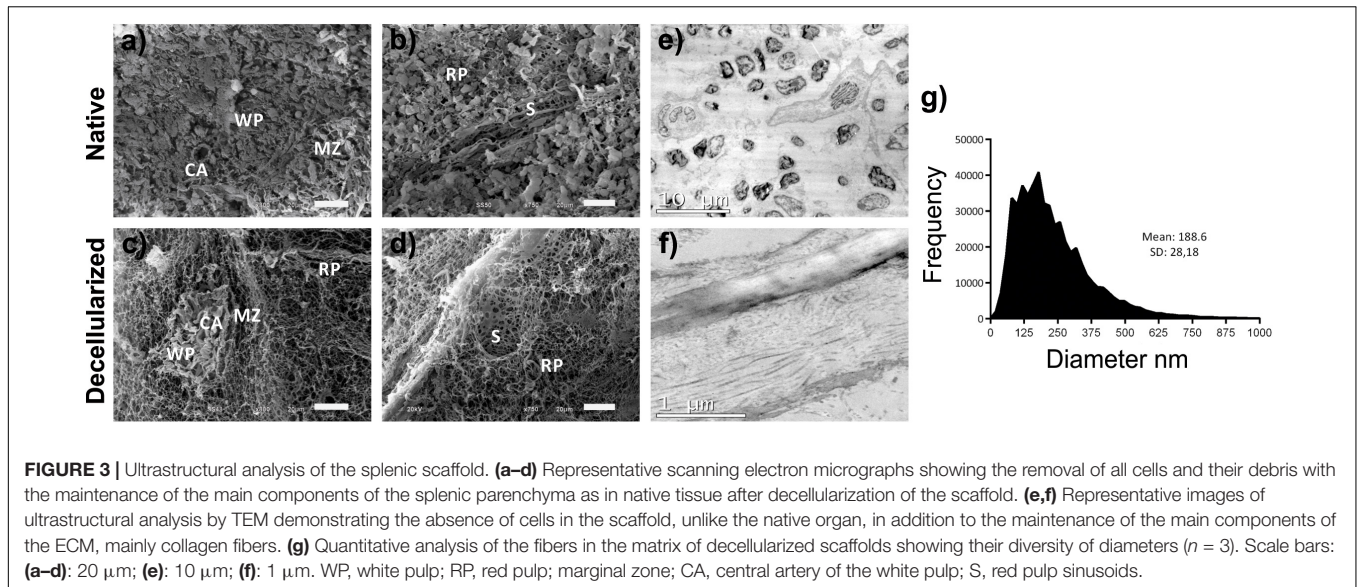 Native
Decellularized
a)
WP
MZ
CA
20µm
b)
RP
S
SS50 x750 20µm
e)
10 µm
g)
c)
RP
CA
MZ
WP
20µm
d)
S
RP
20kV x750 20µm
f)
1 µm
50000
40000
30000
20000
10000
0
Frequency
Mean: 188.6
SD: 28,18
0 125 250 375 500 625 750 875 1000
Diameter nm
FIGURE 3 | Ultrastructural analysis of the splenic scaffold. (a–d) Representative scanning electron micrographs showing the removal of all cells and their debris with
the maintenance of the main components of the splenic parenchyma as in native tissue after decellularization of the scaffold. (e,f) Representative images of
ultrastructural analysis by TEM demonstrating the absence of cells in the scaffold, unlike the native organ, in addition to the maintenance of the main components of
the ECM, mainly collagen fibers. (g) Quantitative analysis of the fibers in the matrix of decellularized scaffolds showing their diversity of diameters (n = 3). Scale bars:
(a–d): 20 µm; (e): 10 µm; (f): 1 µm. WP, white pulp; RP, red pulp; marginal zone; CA, central artery of the white pulp; S, red pulp sinusoids.